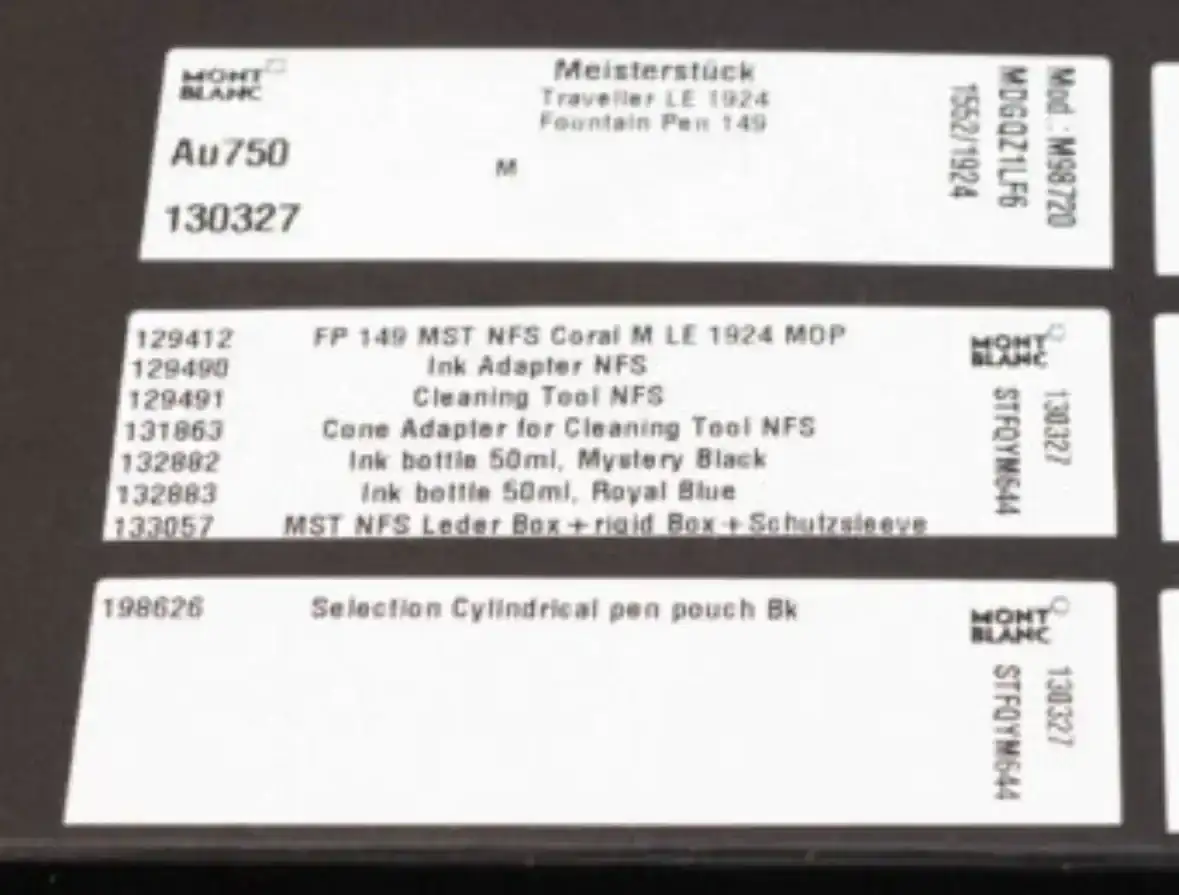 MONT
BLANC
Meisterstück
Traveller LE 1924
Fountain Pen 149
Au750
M
130327
Mod.: M98720
MDGQZ1LF6
1552/1924
129412 FP 149 MST NFS Coral M LE 1924 MOP
129490 Ink Adapter NFS
129491 Cleaning Tool NFS
131863 Cone Adapter for Cleaning Tool NFS
132882 Ink bottle 50ml, Mystery Black
132883 Ink bottle 50ml, Royal Blue
133057 MST NFS Leder Box+rigid Box+Schutzsleeve
MONT
BLANC
130327
STFQYM644
198626 Selection Cylindrical pen pouch Bk
MONT
BLANC
130327
STFQYM644